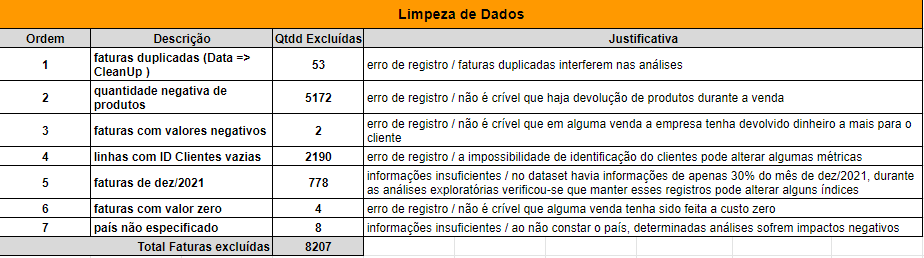 Limpeza de Dados
Ordem Descrição Qtdd Excluídas Justificativa
1 faturas duplicadas (Data =>
CleanUp ) 53 erro de registro / faturas duplicadas interferem nas análises
2 quantidade negativa de
produtos 5172 erro de registro / não é crível que haja devolução de produtos durante a venda
3 faturas com valores negativos 2 erro de registro / não é crível que em alguma venda a empresa tenha devolvido dinheiro a mais para o
cliente
4 linhas com ID Clientes vazias 2190 erro de registro / a impossibilidade de identificação do clientes pode alterar algumas métricas
5 faturas de dez/2021 778 informações insuficientes / no dataset havia informações de apenas 30% do mês de dez/2021, durante
as análises exploratórias verificou-se que manter esses registros pode alterar alguns índices
6 faturas com valor zero 4 erro de registro / não é crível que alguma venda tenha sido feita a custo zero
7 país não especificado 8 informações insuficientes / ao não constar o país, determinadas análises sofrem impactos negativos
Total Faturas excluídas 8207